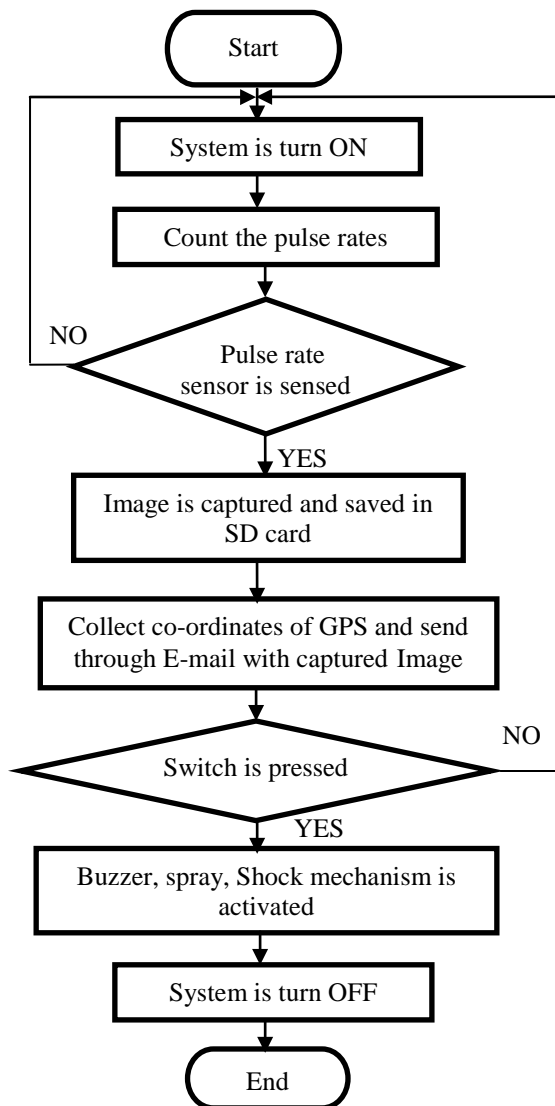 Start
System is turn ON
Count the pulse rates
NO
Pulse rate
sensor is sensed
YES
Image is captured and saved in
SD card
Collect co-ordinates of GPS and send
through E-mail with captured Image
NO
Switch is pressed
YES
Buzzer, spray, Shock mechanism is
activated
System is turn OFF
End